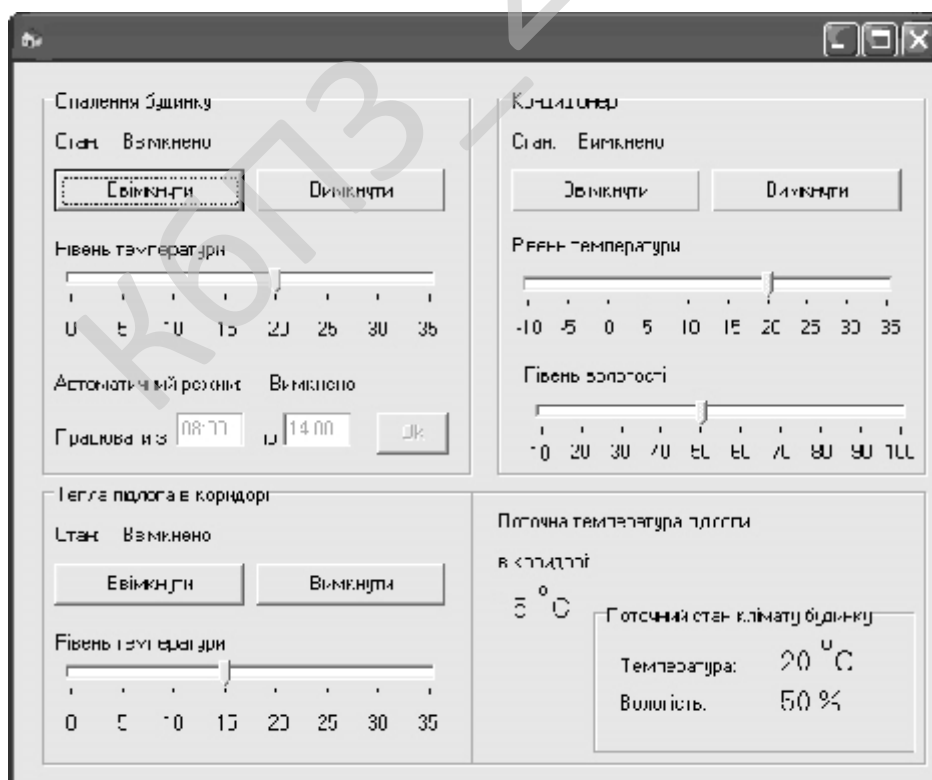 Опалення будинку
Стан: Ввімкнено
Ввімкнути Вимкнути
Рівень температури
0 5 10 15 20 25 30 35
Автоматичний режим: Вимкнено
Працювати з 08:00 до 14:00 Ok
Кондиціонер
Стан: Вимкнено
Ввімкнути Вимкнути
Рівень температури
-10 -5 0 5 10 15 20 25 30 35
Рівень вологості
10 20 30 40 50 60 70 80 90 100
Тепла підлога в коридорі
Стан: Ввімкнено
Ввімкнути Вимкнути
Рівень температури
0 5 10 15 20 25 30 35
Поточна температура підлоги
в коридорі
5 °C
Поточний стан клімату будинку
Температура: 20 °C
Вологість: 50 %